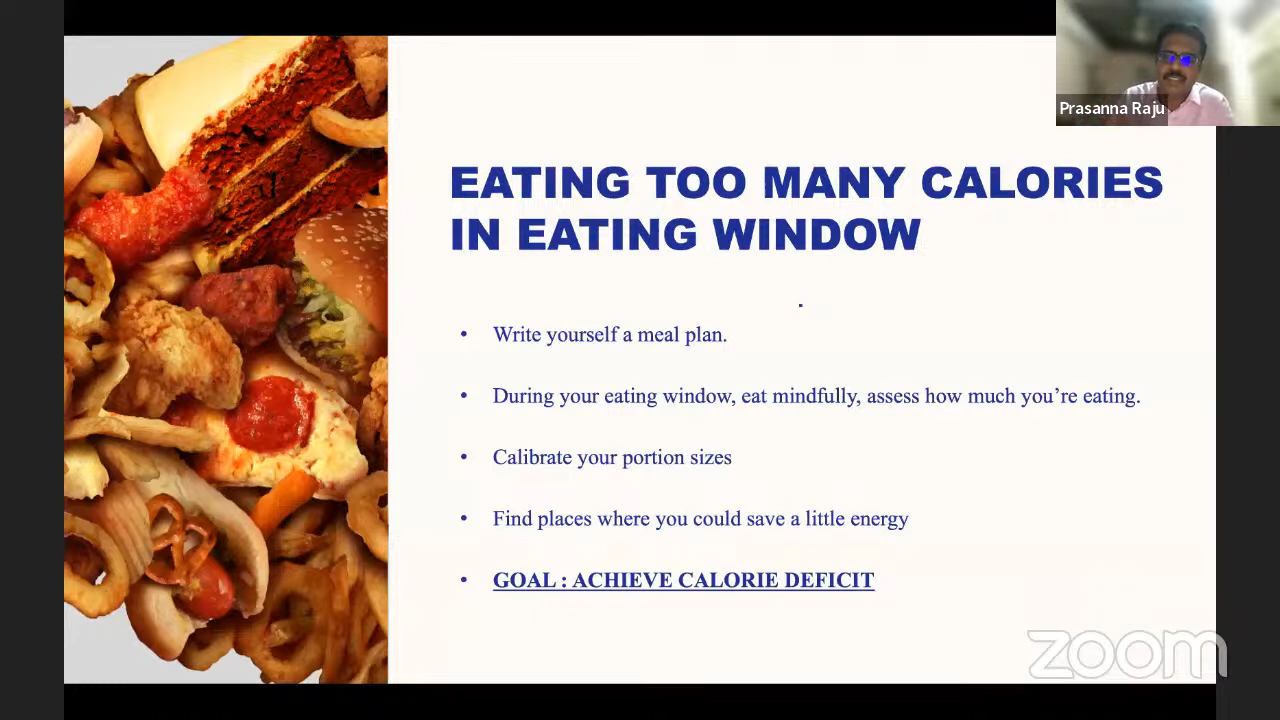 Prasanna Raju
EATING TOO MANY CALORIES
IN EATING WINDOW
.
• Write yourself a meal plan.
• During your eating window, eat mindfully, assess how much you’re eating.
• Calibrate your portion sizes
• Find places where you could save a little energy
• GOAL : ACHIEVE CALORIE DEFICIT
zoom